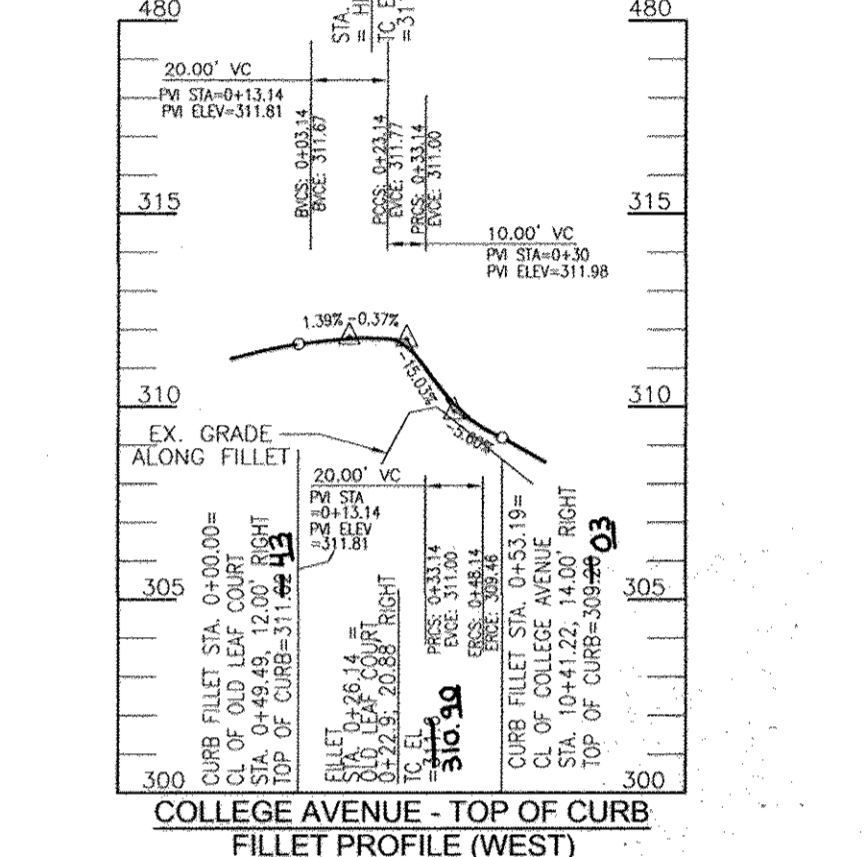 480
480
STA.
= HI
TC E
=31
20.00' VC
PVI STA=0+13.14
PVI ELEV=311.81
BVCS: 0+03.14
BVCE: 311.67
PCCS: 0+23.14
EVCE: 311.77
PRCS: 0+33.14
EVCE: 311.00
315
315
10.00' VC
PVI STA=0+30
PVI ELEV=311.98
1.39%
-0.37%
-15.03%
-5.60%
310
310
EX. GRADE
ALONG FILLET
20.00' VC
PVI STA
=0+13.14
PVI ELEV
=311.81
PRCS: 0+33.14
EVCE: 311.00
ERCS: 0+48.14
ERCE: 309.46
305
305
CURB FILLET STA. 0+00.00=
CL OF OLD LEAF COURT
STA. 0+49.49, 12.00' RIGHT
TOP OF CURB=311.62 43
FILLET
STA. 0+26.14 =
OLD LEAF COURT
0+22.9; 20.88' RIGHT
TC EL
310.90
CURB FILLET STA. 0+53.19=
CL OF COLLEGE AVENUE
STA. 10+41.22; 14.00' RIGHT
TOP OF CURB=309.20 03
300
300
COLLEGE AVENUE - TOP OF CURB
FILLET PROFILE (WEST)